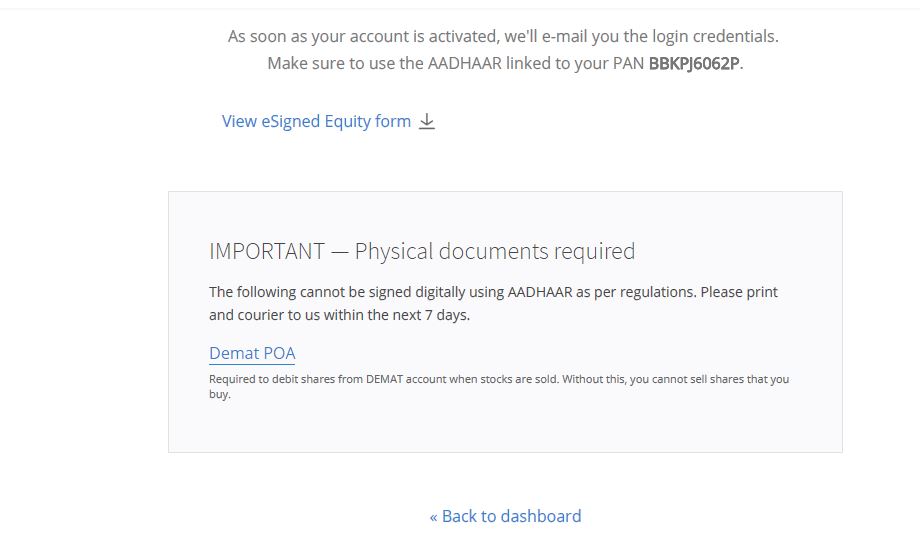 As soon as your account is activated, we'll e-mail you the login credentials.
Make sure to use the AADHAAR linked to your PAN BBKPJ6062P.
View eSigned Equity form
IMPORTANT — Physical documents required
The following cannot be signed digitally using AADHAAR as per regulations. Please print
and courier to us within the next 7 days.
Demat POA
Required to debit shares from DEMAT account when stocks are sold. Without this, you cannot sell shares that you
buy.
« Back to dashboard